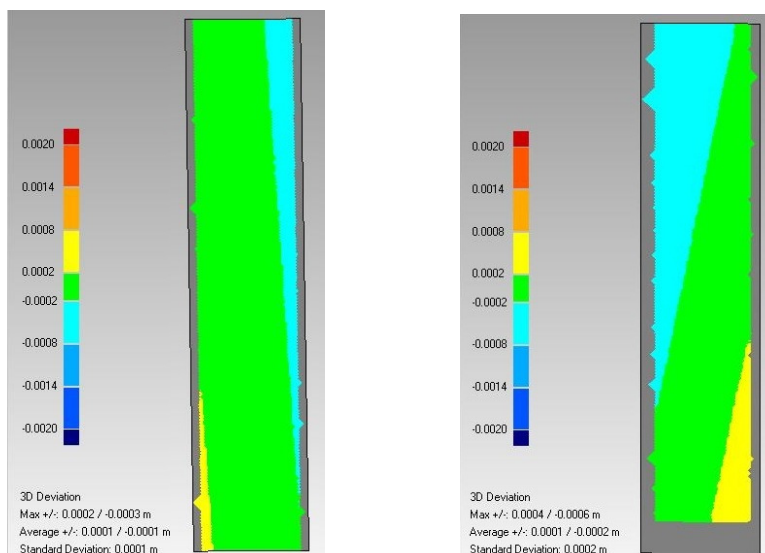 0.0020
0.0014
0.0008
0.0002
-0.0002
-0.0008
-0.0014
-0.0020
3D Deviation
Max +/-: 0.0002 / -0.0003 m
Average +/-: 0.0001 / -0.0001 m
Standard Deviation: 0.0001 m
0.0020
0.0014
0.0008
0.0002
-0.0002
-0.0008
-0.0014
-0.0020
3D Deviation
Max +/-: 0.0004 / -0.0006 m
Average +/-: 0.0001 / -0.0002 m
Standard Deviation: 0.0002 m